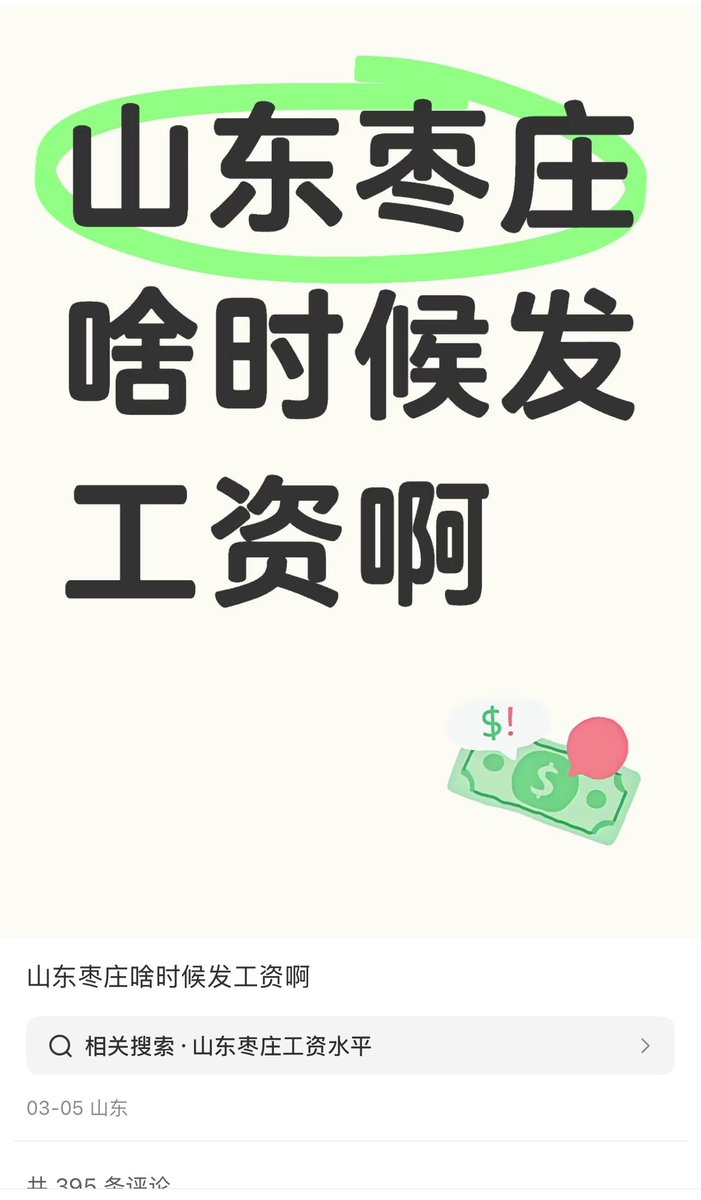 山东枣庄
啥时候发
工资啊
$!
$
山东枣庄啥时候发工资啊
相关搜索 · 山东枣庄工资水平
03-05 山东
共 395 条评论